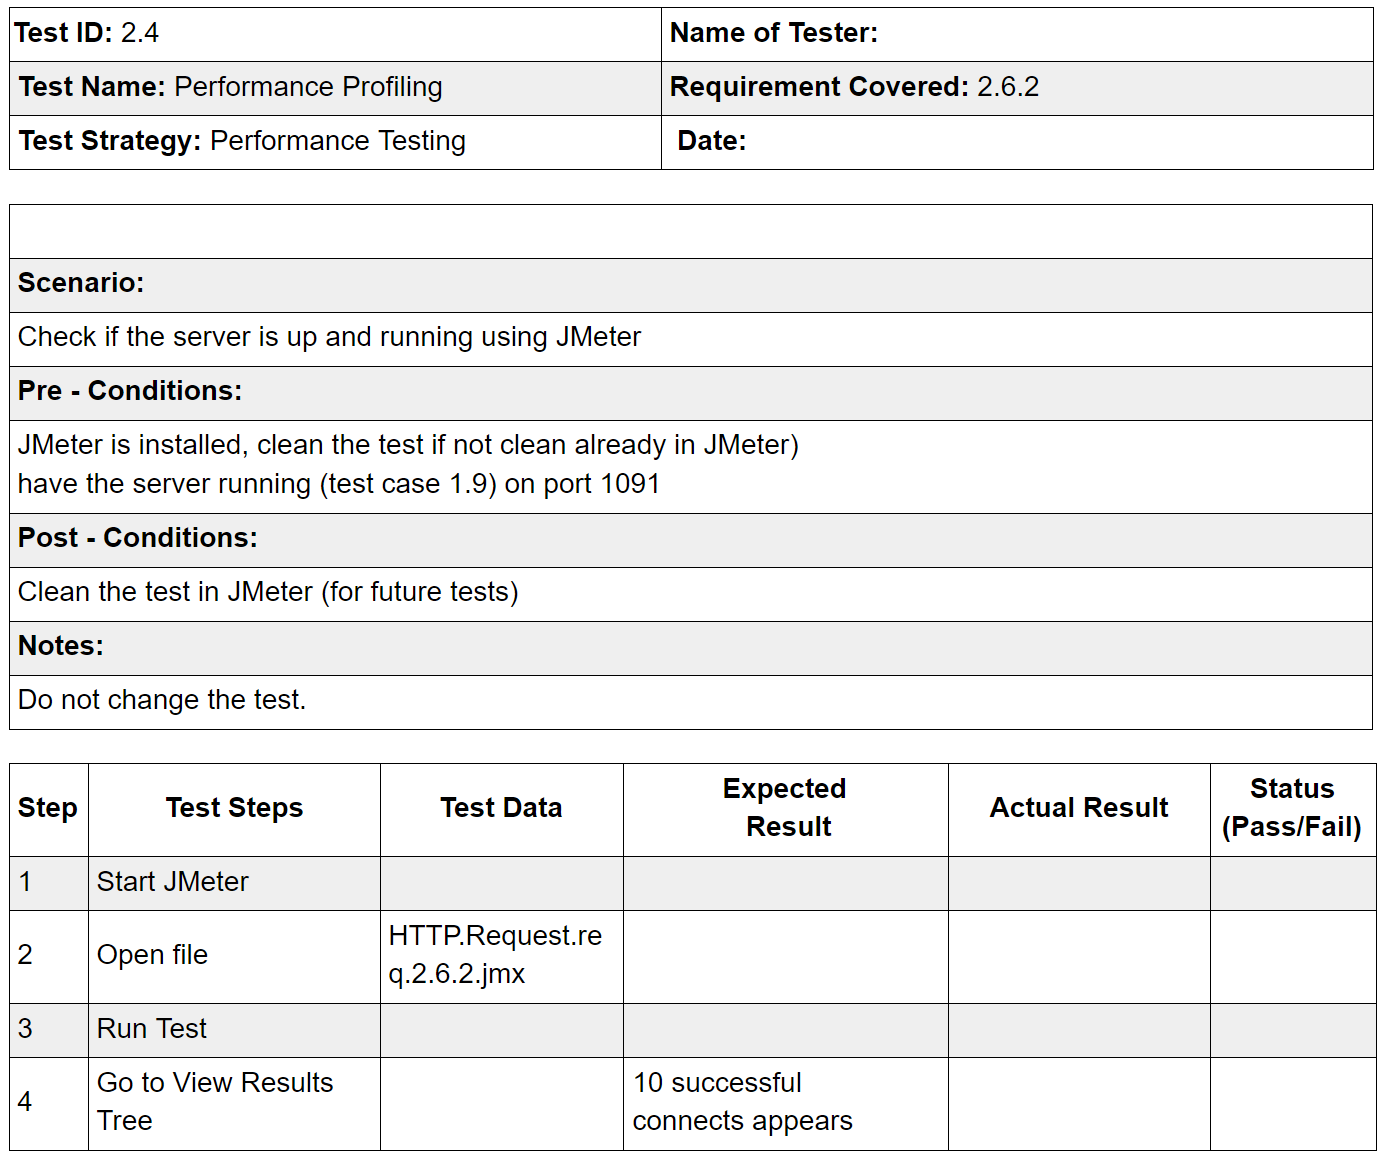 Test ID: 2.4
Name of Tester:
Test Name: Performance Profiling
Requirement Covered: 2.6.2
Test Strategy: Performance Testing
Date:
Scenario:
Check if the server is up and running using JMeter
Pre - Conditions:
JMeter is installed, clean the test if not clean already in JMeter)
have the server running (test case 1.9) on port 1091
Post - Conditions:
Clean the test in JMeter (for future tests)
Notes:
Do not change the test.
Step
Test Steps
Test Data
Expected
Result
Actual Result
Status
(Pass/Fail)
1
Start JMeter
2
Open file
HTTP.Request.re
q.2.6.2.jmx
3
Run Test
4
Go to View Results
Tree
10 successful
connects appears